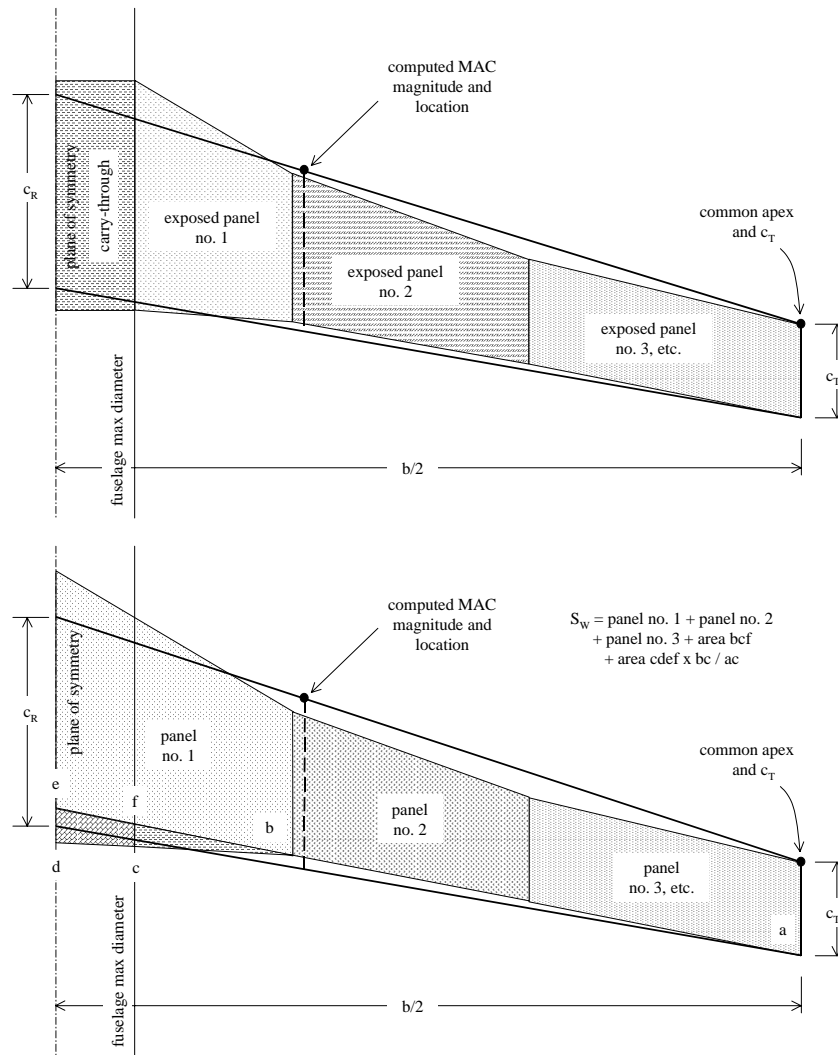 computed MAC
magnitude and
location
c_R
plane of symmetry
carry-through
exposed panel
no. 1
common apex
and c_T
exposed panel
no. 2
exposed panel
no. 3, etc.
c_T
fuselage max diameter
b/2
computed MAC
magnitude and
location
S_W = panel no. 1 + panel no. 2
+ panel no. 3 + area bcf
+ area cdef x bc / ac
c_R
plane of symmetry
panel
no. 1
common apex
and c_T
e
f
b
panel
no. 2
d
c
panel
no. 3, etc.
a
c_T
fuselage max diameter
b/2